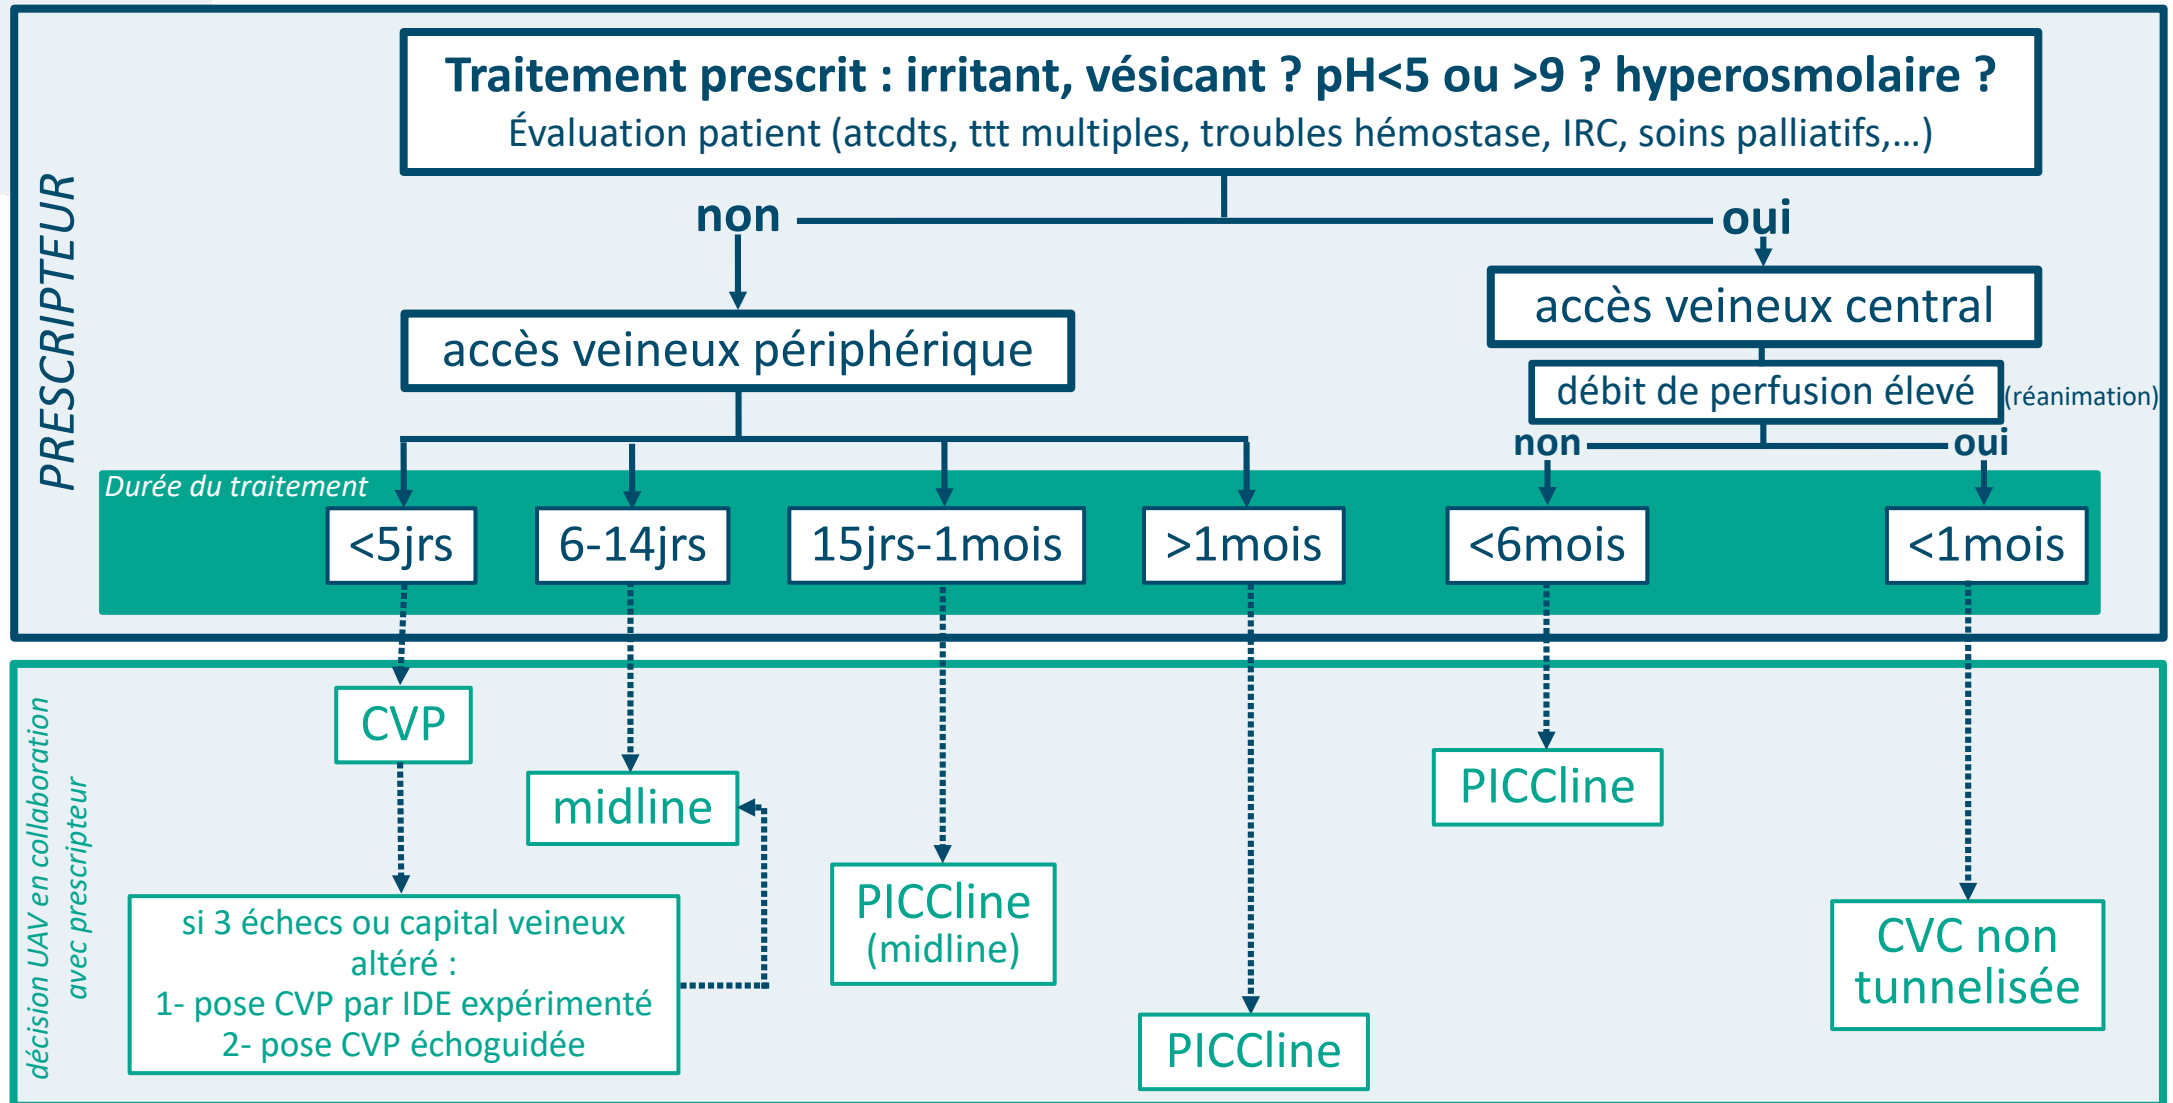 Traitement prescrit : irritant, vésicant ? pH<5 ou >9 ? hyperosmolaire ?
Évaluation patient (atcdts, ttt multiples, troubles hémostase, IRC, soins palliatifs,...)
PRESCRIPTEUR
non
oui
accès veineux périphérique
accès veineux central
débit de perfusion élevé
(réanimation)
non
oui
Durée du traitement
<5jrs
6-14jrs
15jrs-1mois
>1mois
<6mois
<1mois
décision UAV en collaboration
avec prescripteur
CVP
midline
si 3 échecs ou capital veineux
altéré :
1- pose CVP par IDE expérimenté
2- pose CVP échoguidée
PICCline
(midline)
PICCline
PICCline
CVC non
tunnelisée